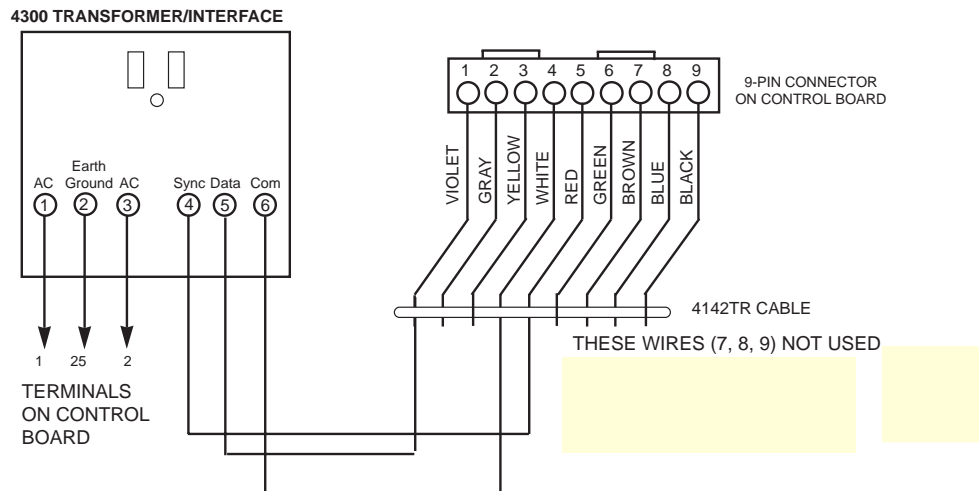 4300 TRANSFORMER/INTERFACE
1 2 3 4 5 6 7 8 9
9-PIN CONNECTOR
ON CONTROL BOARD
VIOLET
GRAY
YELLOW
WHITE
RED
GREEN
BROWN
BLUE
BLACK
Earth
AC Ground AC Sync Data Com
1 2 3 4 5 6
4142TR CABLE
THESE WIRES (7, 8, 9) NOT USED
1 25 2
TERMINALS
ON CONTROL
BOARD